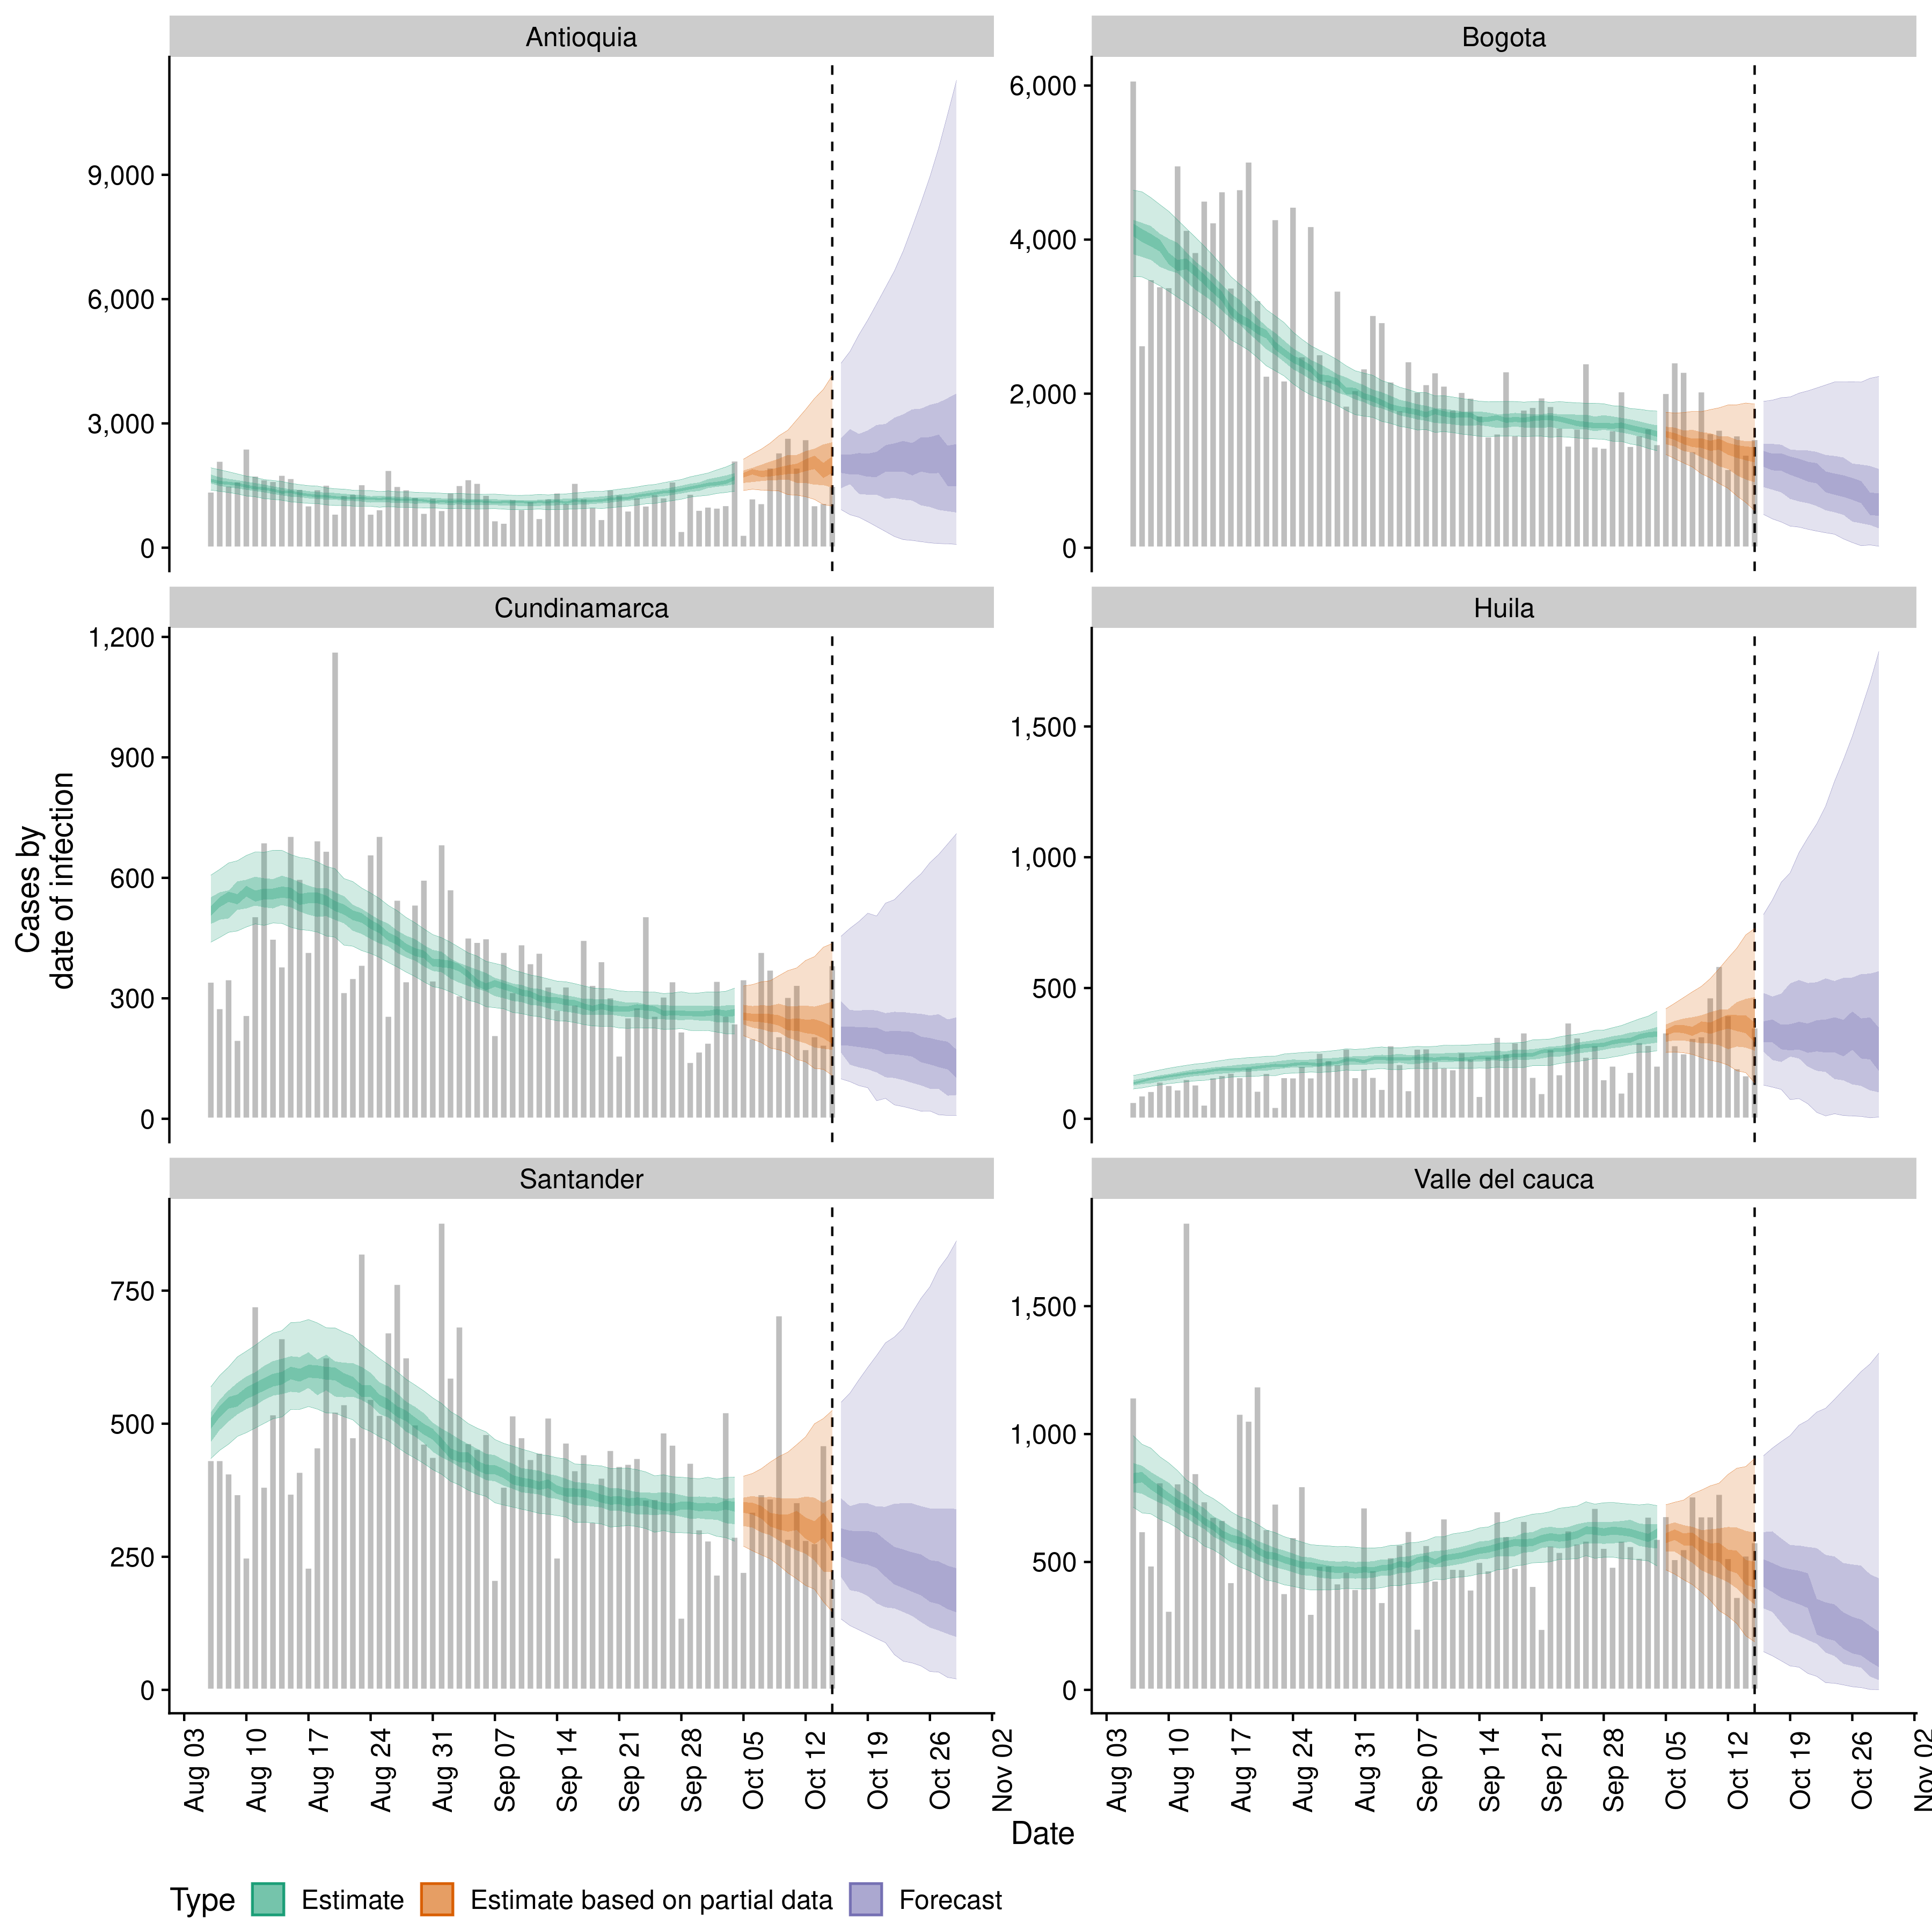 Antioquia
Bogota
9,000
6,000
3,000
0
6,000
4,000
2,000
0
Cundinamarca
Huila
1,200
900
600
300
0
1,500
1,000
500
0
Cases by
date of infection
Santander
Valle del cauca
750
500
250
0
1,500
1,000
500
0
Aug 03
Aug 10
Aug 17
Aug 24
Aug 31
Sep 07
Sep 14
Sep 21
Sep 28
Oct 05
Oct 12
Oct 19
Oct 26
Nov 02
Aug 03
Aug 10
Aug 17
Aug 24
Aug 31
Sep 07
Sep 14
Sep 21
Sep 28
Oct 05
Oct 12
Oct 19
Oct 26
Nov 02
Date
Type Estimate Estimate based on partial data Forecast